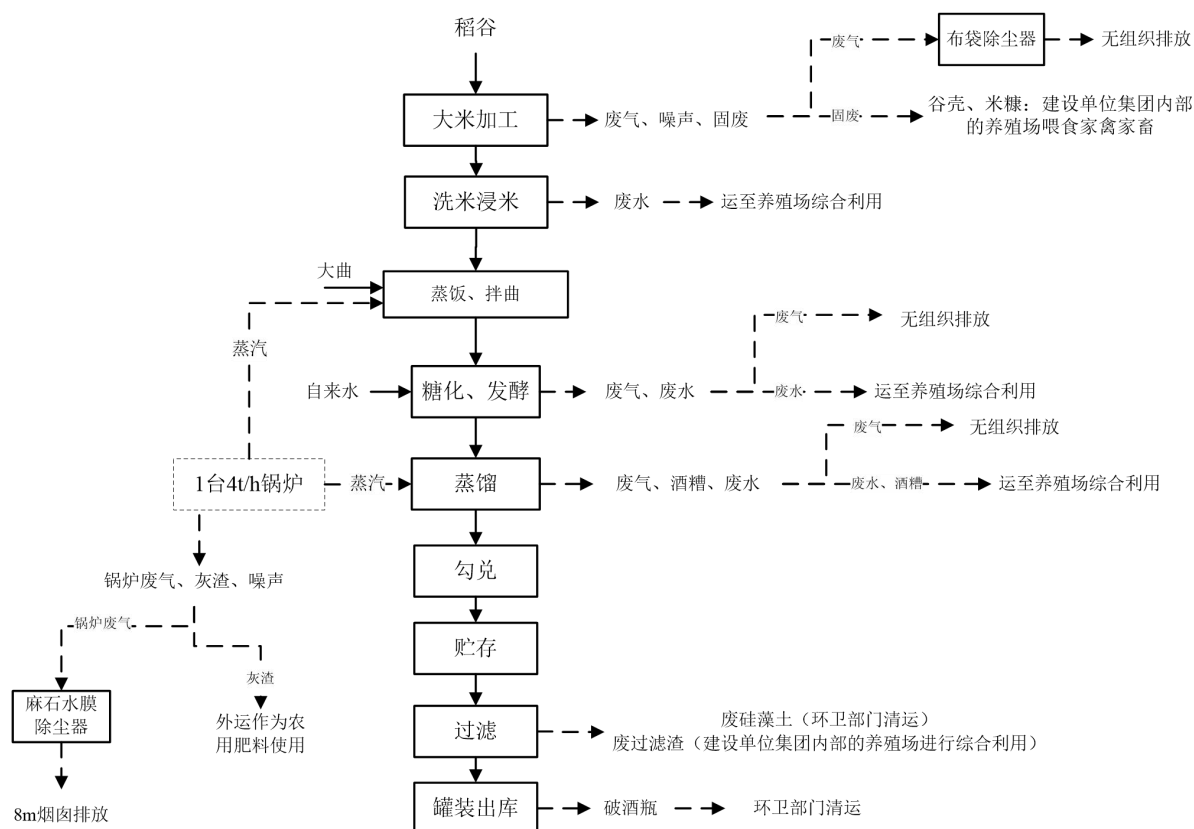 稻谷
废气
布袋除尘器
无组织排放
大米加工
废气、噪声、固废
固废
谷壳、米糠：建设单位集团内部
的养殖场喂食家禽家畜
洗米浸米
废水
运至养殖场综合利用
大曲
蒸饭、拌曲
蒸汽
废气
无组织排放
自来水
糖化、发酵
废气、废水
废水
运至养殖场综合利用
废气
无组织排放
1台4t/h锅炉
蒸汽
蒸馏
废气、酒糟、废水
废水、酒糟
运至养殖场综合利用
勾兑
锅炉废气、灰渣、噪声
锅炉废气
贮存
灰渣
麻石水膜
除尘器
外运作为农
用肥料使用
过滤
废硅藻土（环卫部门清运）
废过滤渣（建设单位集团内部的养殖场进行综合利用）
8m烟囱排放
罐装出库
破酒瓶
环卫部门清运